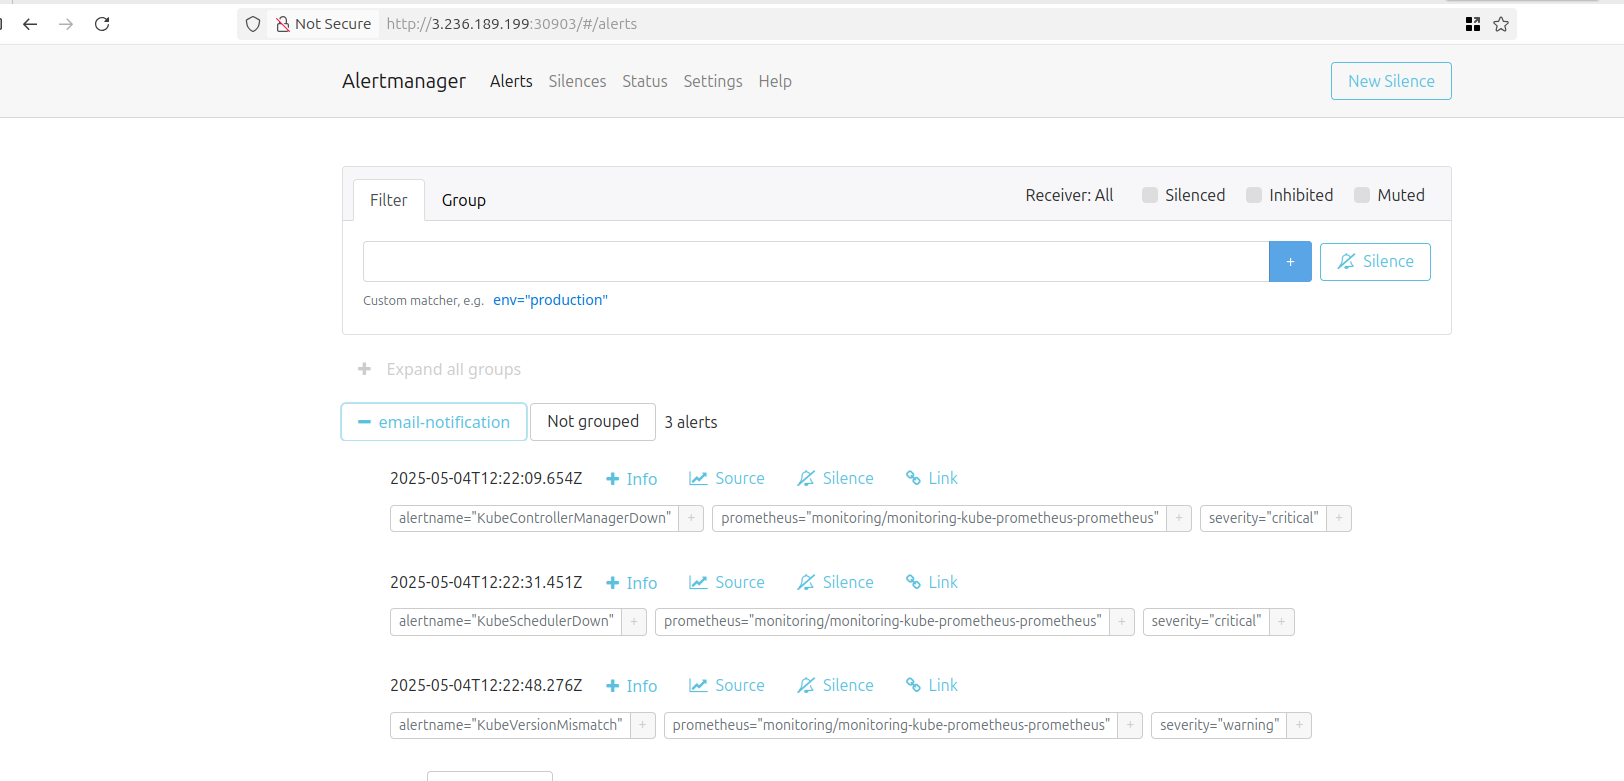 Not Secure http://3.236.189.199:30903/#/alerts
Alertmanager Alerts Silences Status Settings Help New Silence
Filter Group Receiver: All Silenced Inhibited Muted
+ Silence
Custom matcher, e.g. env="production"
+ Expand all groups
− email-notification Not grouped 3 alerts
2025-05-04T12:22:09.654Z + Info Source Silence Link
alertname="KubeControllerManagerDown" + prometheus="monitoring/monitoring-kube-prometheus-prometheus" + severity="critical" +
2025-05-04T12:22:31.451Z + Info Source Silence Link
alertname="KubeSchedulerDown" + prometheus="monitoring/monitoring-kube-prometheus-prometheus" + severity="critical" +
2025-05-04T12:22:48.276Z + Info Source Silence Link
alertname="KubeVersionMismatch" + prometheus="monitoring/monitoring-kube-prometheus-prometheus" + severity="warning" +